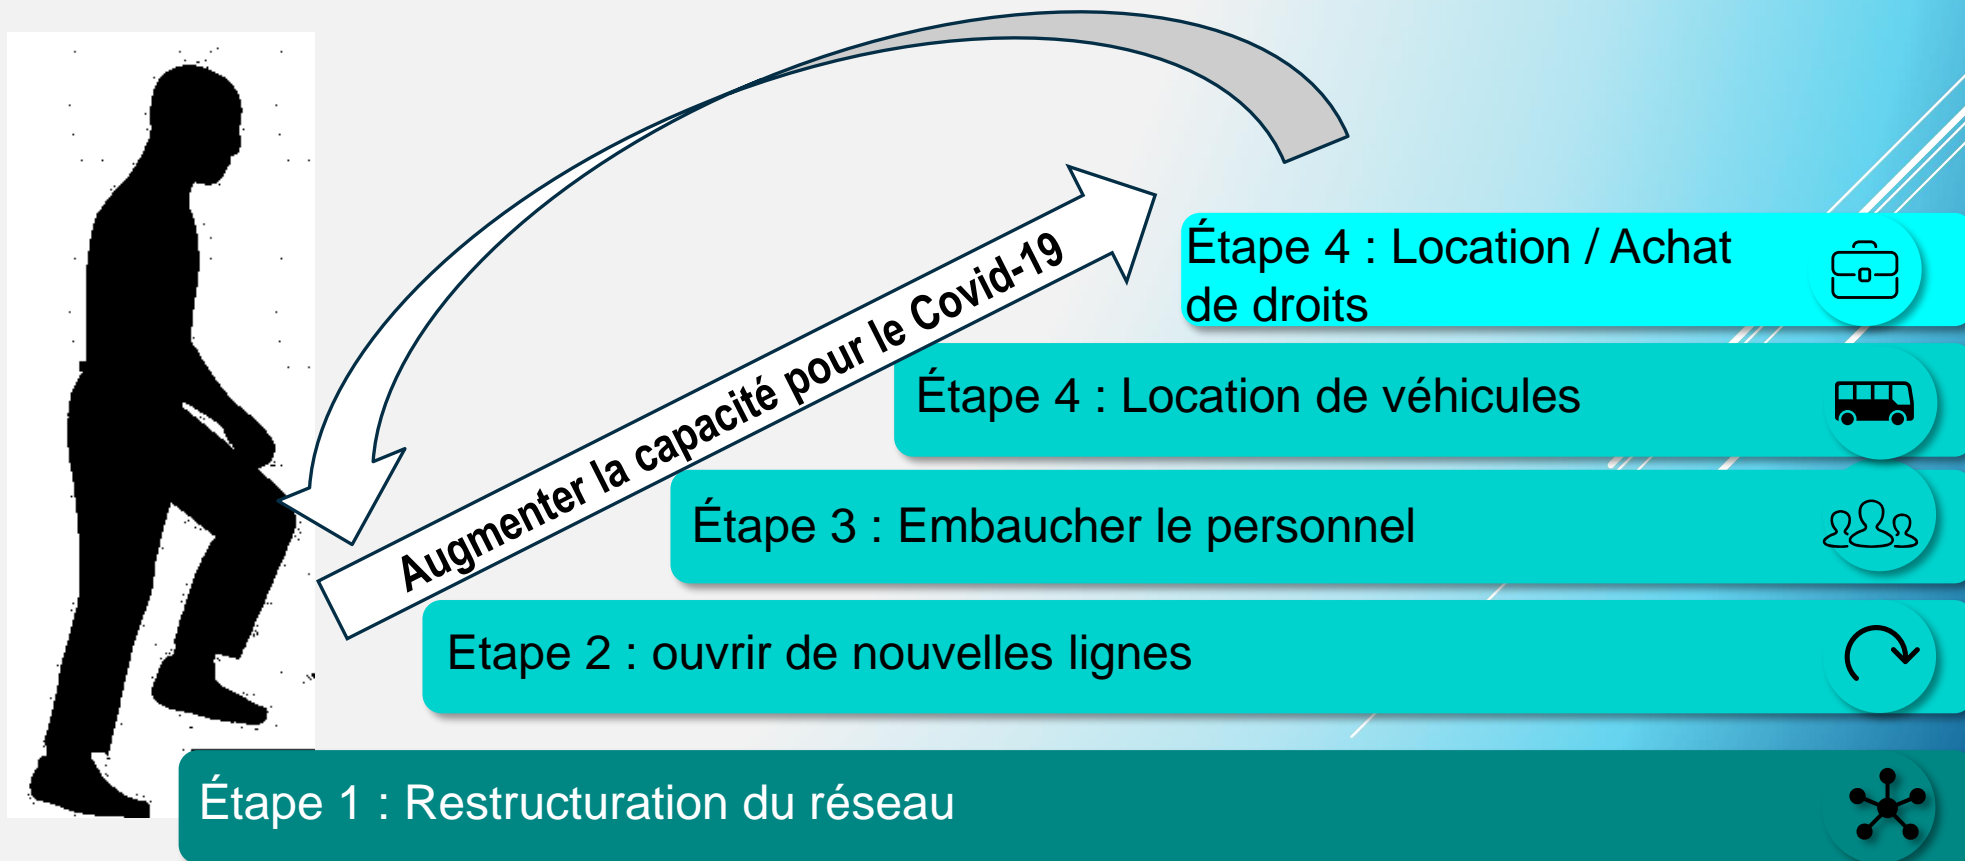 Augmenter la capacité pour le Covid-19
Étape 4 : Location / Achat
de droits
Étape 4 : Location de véhicules
Étape 3 : Embaucher le personnel
Etape 2 : ouvrir de nouvelles lignes
Étape 1 : Restructuration du réseau